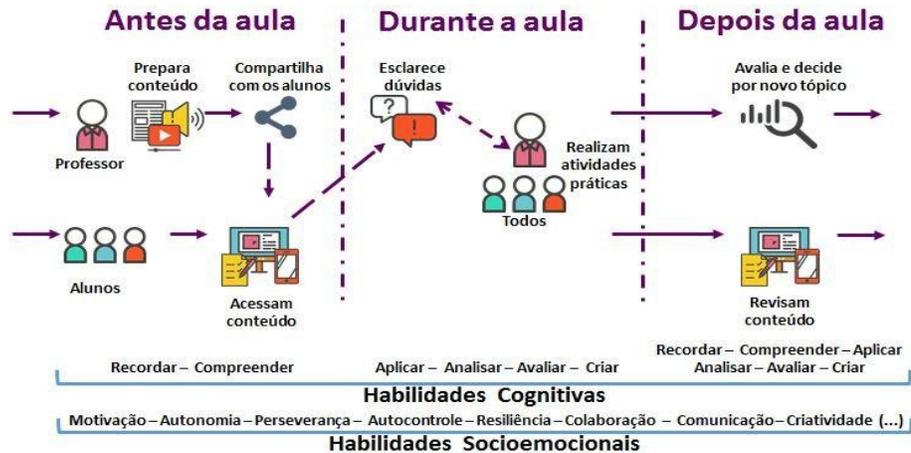 Antes da aula
Durante a aula
Depois da aula
Prepara
conteúdo
Compartilha
com os alunos
Professor
Alunos
Acessam
conteúdo
Esclarece
dúvidas
?
!
Realizam
atividades
práticas
Todos
Avalia e decide
por novo tópico
Revisam
conteúdo
Recordar – Compreender
Aplicar – Analisar – Avaliar – Criar
Recordar – Compreender – Aplicar
Analisar – Avaliar – Criar
Habilidades Cognitivas
Motivação – Autonomia – Perseverança – Autocontrole – Resiliência – Colaboração – Comunicação – Criatividade (...)
Habilidades Socioemocionais